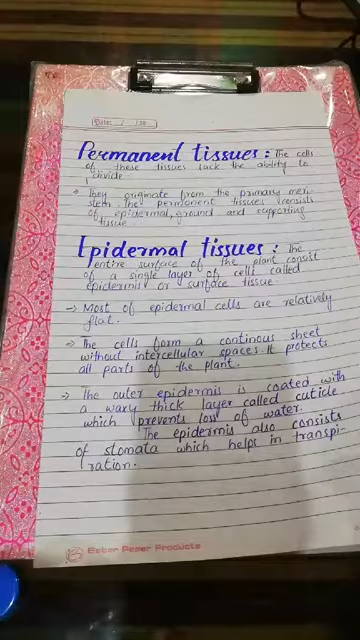 Date: / /20
Permanent tissues : The cells
of these tissues lack the ability to
divide
→ They originate from the primary meri-
stem. The permanent tissues consists
of epidermal, ground and supporting
tissue
Epidermal tissues : The
entire surface of the plant consist
of a single layer of cells called
epidermis or surface tissue
→ Most of epidermal cells are relatively
flat.
→ The cells form a continous sheet
without intercellular spaces. It protects
all parts of the plant.
→ The outer epidermis is coated with
a waxy thick layer called cuticle
which prevents loss of water.
The epidermis also consists
of stomata which helps in transpi-
ration.
Better Paper Products